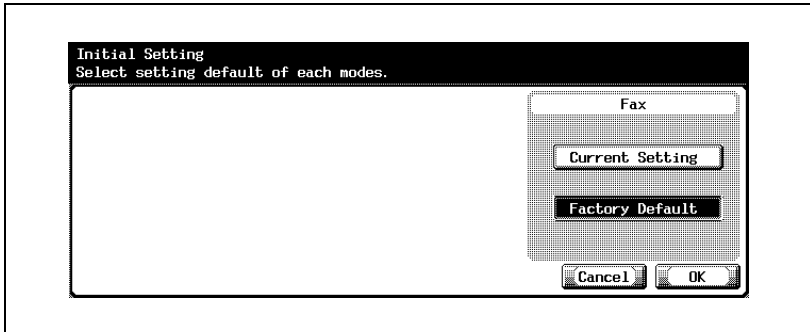 Initial Setting
Select setting default of each modes.
Fax
Current Setting
Factory Default
Cancel
OK